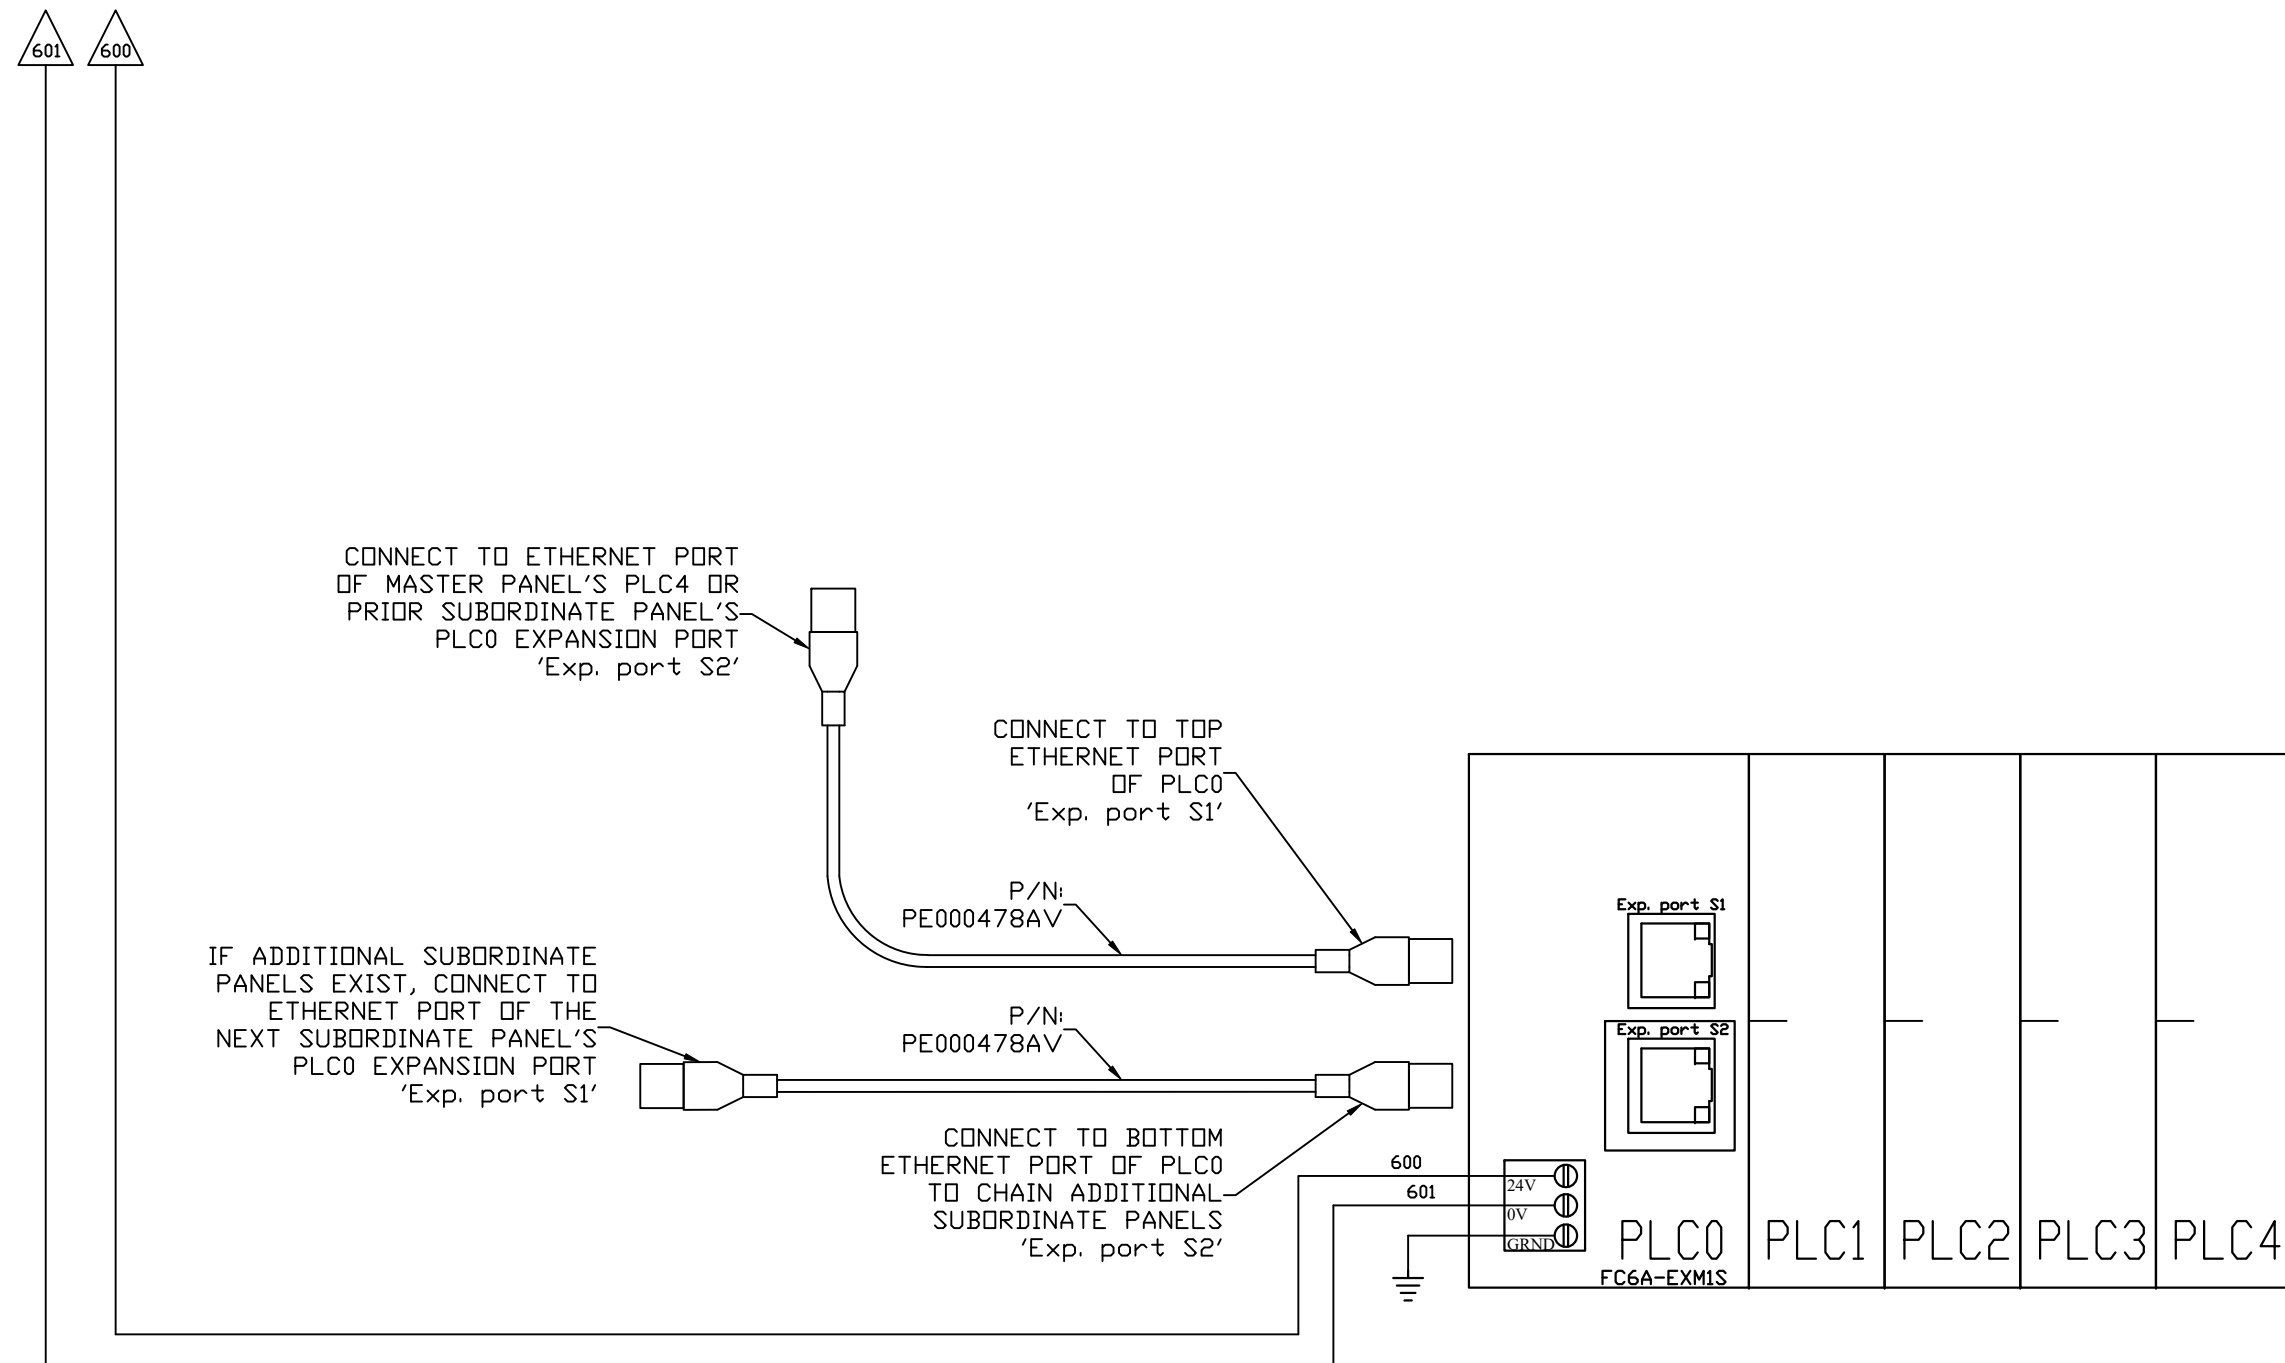 601
600
CONNECT TO ETHERNET PORT
OF MASTER PANEL'S PLC4 OR
PRIOR SUBORDINATE PANEL'S
PLC0 EXPANSION PORT
'Exp. port S2'
CONNECT TO TOP
ETHERNET PORT
OF PLC0
'Exp. port S1'
P/N:
PE000478AV
IF ADDITIONAL SUBORDINATE
PANELS EXIST, CONNECT TO
ETHERNET PORT OF THE
NEXT SUBORDINATE PANEL'S
PLC0 EXPANSION PORT
'Exp. port S1'
P/N:
PE000478AV
CONNECT TO BOTTOM
ETHERNET PORT OF PLC0
TO CHAIN ADDITIONAL
SUBORDINATE PANELS
'Exp. port S2'
Exp. port S1
Exp. port S2
600
601
24V
0V
GRND
PLC0
FC6A-EXM1S
PLC1
PLC2
PLC3
PLC4